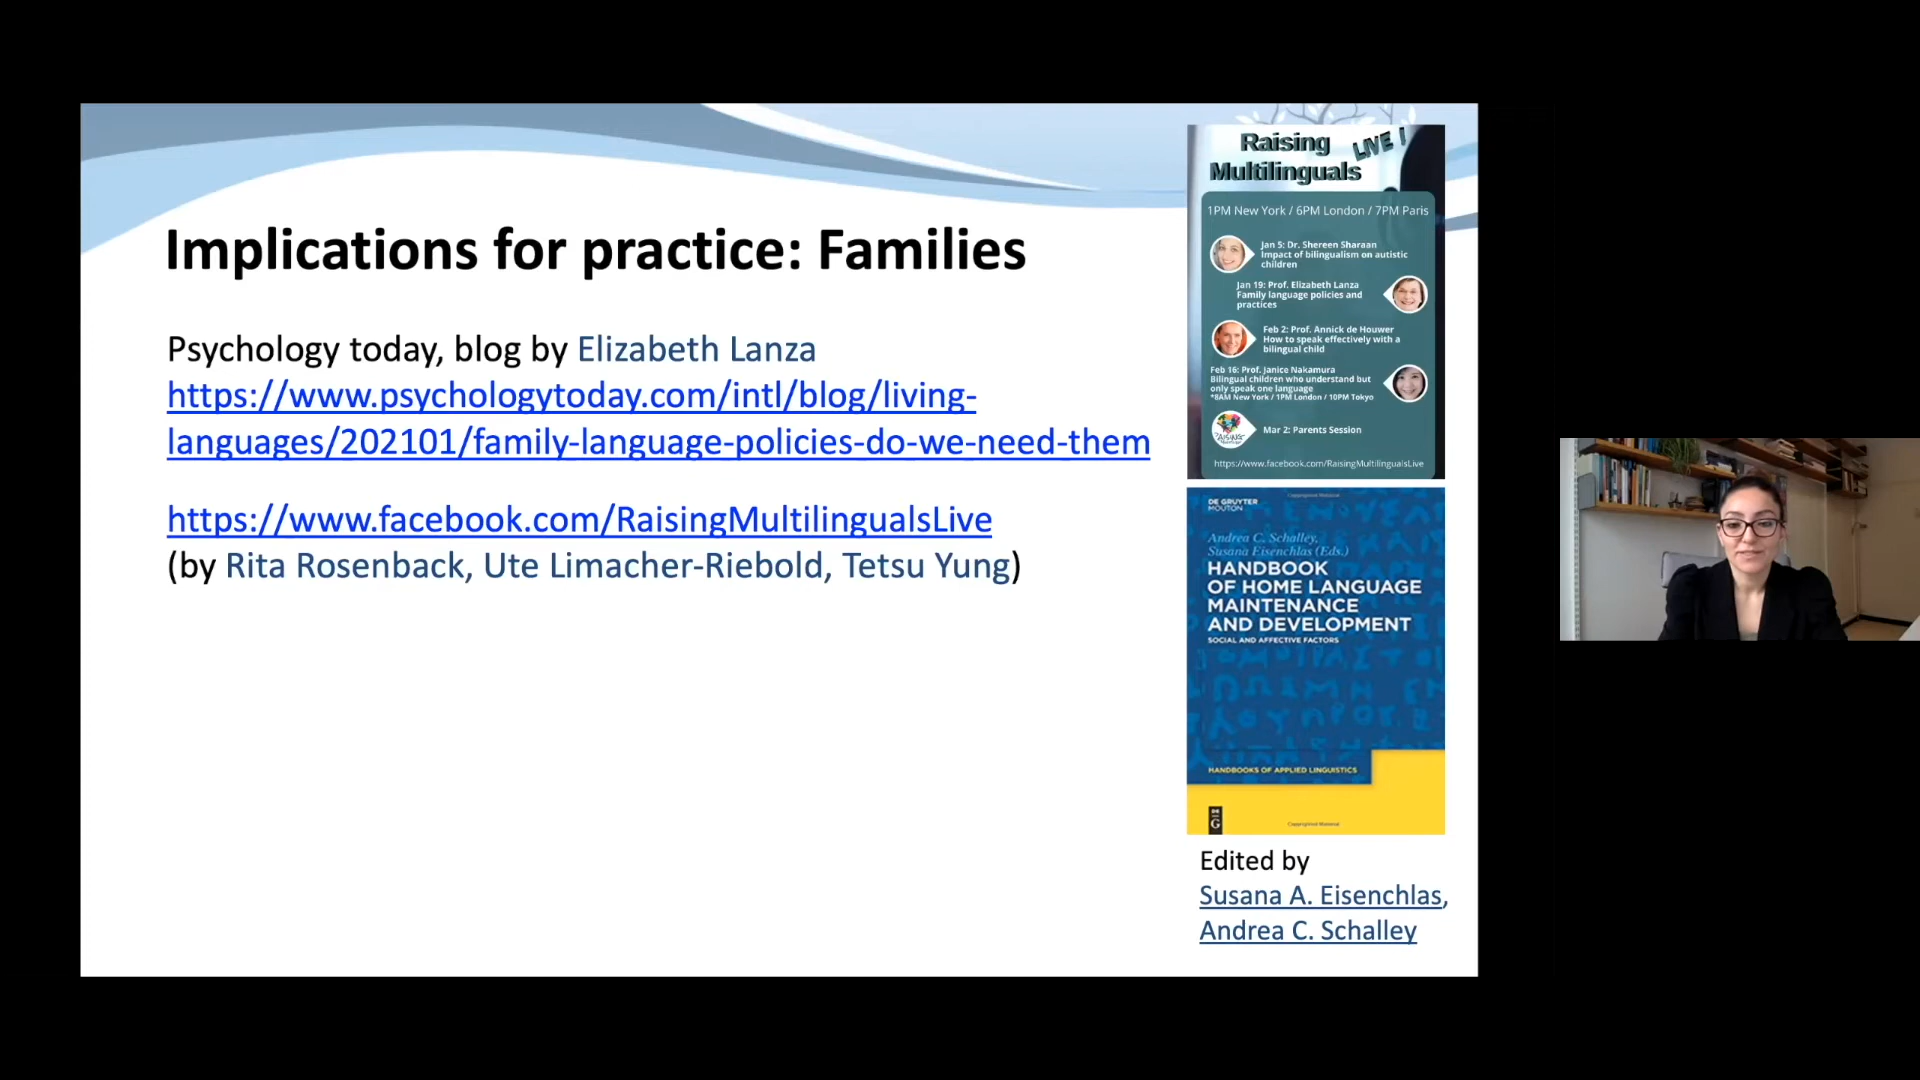 Implications for practice: Families
Psychology today, blog by Elizabeth Lanza
https://www.psychologytoday.com/intl/blog/living-
languages/202101/family-language-policies-do-we-need-them
https://www.facebook.com/RaisingMultilingualsLive
(by Rita Rosenback, Ute Limacher-Riebold, Tetsu Yung)
Raising LIVE !
Multilinguals
1PM New York / 6PM London / 7PM Paris
Jan 5: Dr. Shereen Sharaan
Impact of bilingualism on autistic
children
Jan 19: Prof. Elizabeth Lanza
Family language policies and
practices
Feb 2: Prof. Annick de Houwer
How to speak effectively with a
bilingual child
Feb 16: Prof. Janice Nakamura
Bilingual children who understand but
only speak one language
*8AM New York / 1PM London / 10PM Tokyo
Mar 2: Parents Session
https://www.facebook.com/RaisingMultilingualsLive
Copyrighted Material
DE GRUYTER
MOUTON
Andrea C. Schalley,
Susana Eisenchlas (Eds.)
HANDBOOK
OF HOME LANGUAGE
MAINTENANCE
AND DEVELOPMENT
SOCIAL AND AFFECTIVE FACTORS
HANDBOOKS OF APPLIED LINGUISTICS
DE
G
Copyrighted Material
Edited by
Susana A. Eisenchlas,
Andrea C. Schalley